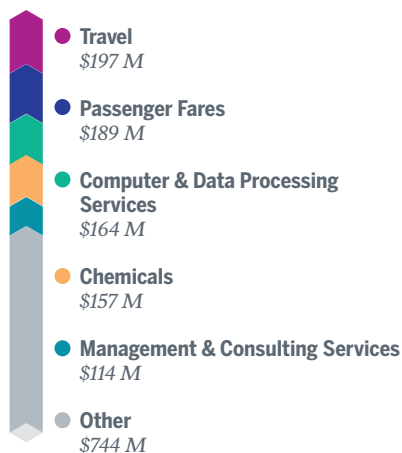 Travel
$197 M
Passenger Fares
$189 M
Computer & Data Processing
Services
$164 M
Chemicals
$157 M
Management & Consulting Services
$114 M
Other
$744 M